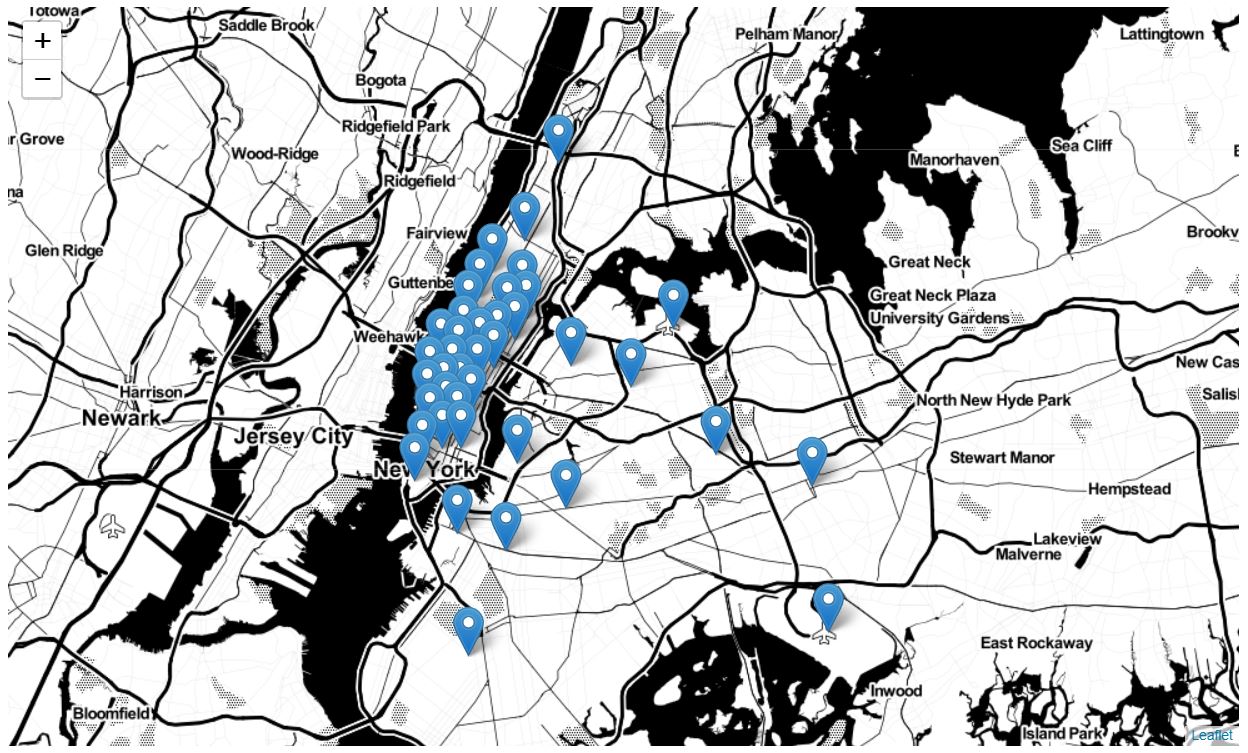 Totowa
Saddle Brook
Pelham Manor
Lattingtown
+
−
Bogota
Ridgefield Park
r Grove
Sea Cliff
Wood-Ridge
Manorhaven
Ridgefield
na
Fairview
Brookv
Glen Ridge
Great Neck
Guttenbe
Great Neck Plaza
University Gardens
Weehawk
New Cas
Harrison
North New Hyde Park
Salisl
Newark
Jersey City
Stewart Manor
New York
Hempstead
Lakeview
Malverne
East Rockaway
Inwood
Bloomfield
Island Park
Leaflet